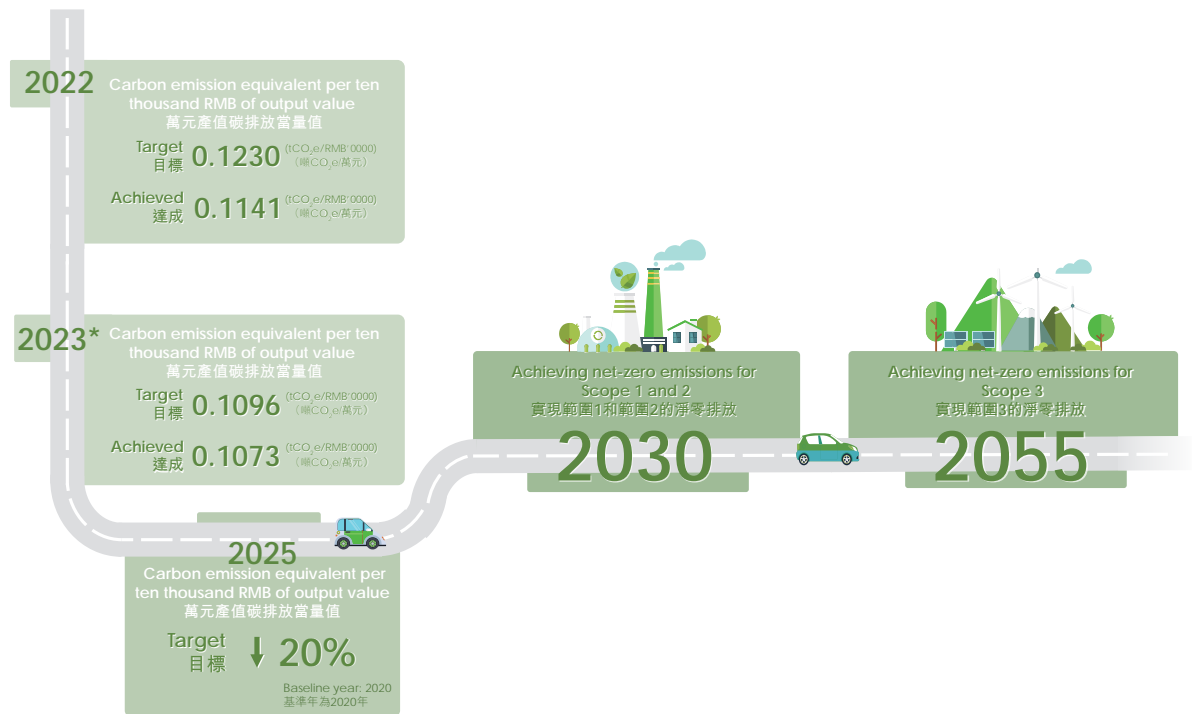 2022
Carbon emission equivalent per ten
thousand RMB of output value
萬元產值碳排放當量值
Target
目標
0.1230
(tCO2e/RMB'0000)
（噸CO2e/萬元）
Achieved
達成
0.1141
(tCO2e/RMB'0000)
（噸CO2e/萬元）
2023*
Carbon emission equivalent per ten
thousand RMB of output value
萬元產值碳排放當量值
Target
目標
0.1096
(tCO2e/RMB'0000)
（噸CO2e/萬元）
Achieved
達成
0.1073
(tCO2e/RMB'0000)
（噸CO2e/萬元）
2025
Carbon emission equivalent per
ten thousand RMB of output value
萬元產值碳排放當量值
Target
目標
20%
Baseline year: 2020
基準年為2020年
Achieving net-zero emissions for
Scope 1 and 2
實現範圍1和範圍2的淨零排放
2030
Achieving net-zero emissions for
Scope 3
實現範圍3的淨零排放
2055